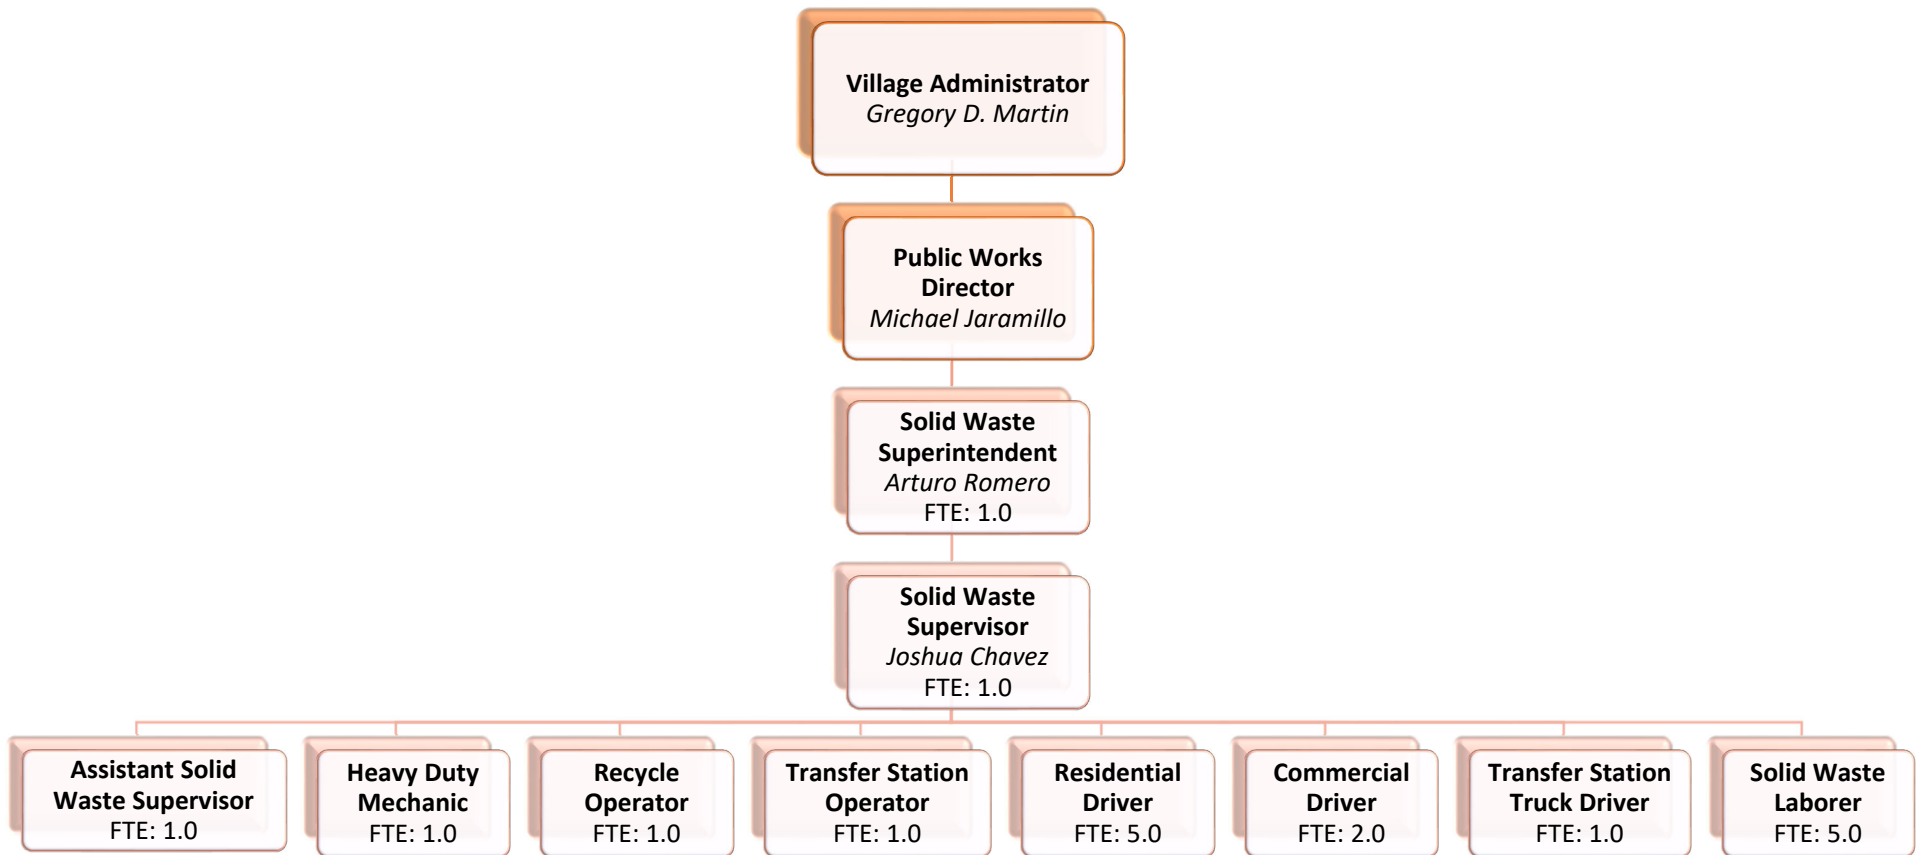 Village Administrator
Gregory D. Martin
Public Works
Director
Michael Jaramillo
Solid Waste
Superintendent
Arturo Romero
FTE: 1.0
Solid Waste
Supervisor
Joshua Chavez
FTE: 1.0
Assistant Solid
Waste Supervisor
FTE: 1.0
Heavy Duty
Mechanic
FTE: 1.0
Recycle
Operator
FTE: 1.0
Transfer Station
Operator
FTE: 1.0
Residential
Driver
FTE: 5.0
Commercial
Driver
FTE: 2.0
Transfer Station
Truck Driver
FTE: 1.0
Solid Waste
Laborer
FTE: 5.0